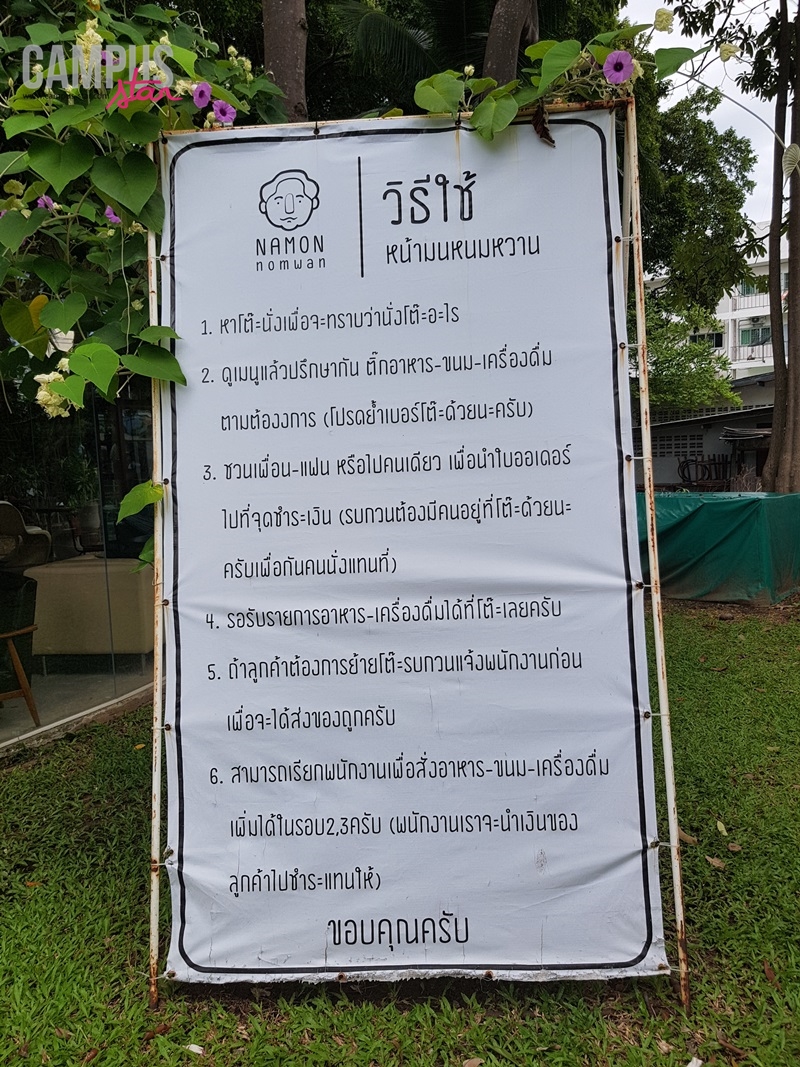 CAMPUS
star
NAMON
nomwan
วิธีใช้
หน้ามนหนมหวาน
1. หาโต๊ะนั่งเพื่อจะทราบว่านั่งโต๊ะอะไร
2. ดูเมนูแล้วปรึกษากัน ติ๊กอาหาร-ขนม-เครื่องดื่ม
ตามต้องงการ (โปรดย้ำเบอร์โต๊ะด้วยนะครับ)
3. ชวนเพื่อน-แฟน หรือไปคนเดียว เพื่อนำใบออเดอร์
ไปที่จุดชำระเงิน (รบกวนต้องมีคนอยู่ที่โต๊ะด้วยนะ
ครับเพื่อกันคนนั่งแทนที่)
4. รอรับรายการอาหาร-เครื่องดื่มได้ที่โต๊ะเลยครับ
5. ถ้าลูกค้าต้องการย้ายโต๊ะรบกวนแจ้งพนักงานก่อน
เพื่อจะได้ส่งของถูกครับ
6. สามารถเรียกพนักงานเพื่อสั่งอาหาร-ขนม-เครื่องดื่ม
เพิ่มได้ในรอบ2,3ครับ (พนักงานเราจะนำเงินของ
ลูกค้าไปชำระแทนให้)
ขอบคุณครับ